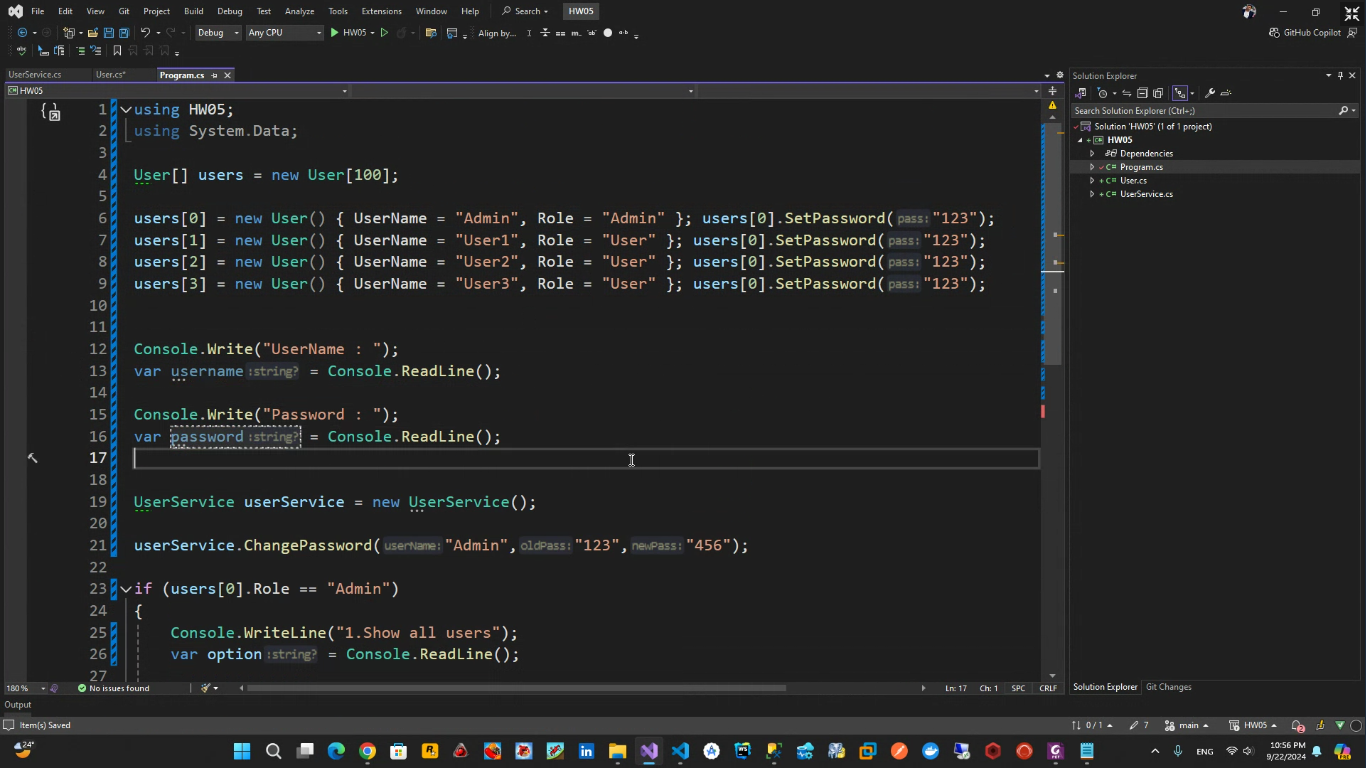 File Edit View Git Project Build Debug Test Analyze Tools Extensions Window Help Search HW05
Debug Any CPU HW05 Align by... GitHub Copilot
UserService.cs User.cs* Program.cs
HW05
1 using HW05;
2 using System.Data;
3
4 User[] users = new User[100];
5
6 users[0] = new User() { UserName = "Admin", Role = "Admin" }; users[0].SetPassword(pass:"123");
7 users[1] = new User() { UserName = "User1", Role = "User" }; users[0].SetPassword(pass:"123");
8 users[2] = new User() { UserName = "User2", Role = "User" }; users[0].SetPassword(pass:"123");
9 users[3] = new User() { UserName = "User3", Role = "User" }; users[0].SetPassword(pass:"123");
10
11
12 Console.Write("UserName : ");
13 var username:string? = Console.ReadLine();
14
15 Console.Write("Password : ");
16 var password:string? = Console.ReadLine();
17
18
19 UserService userService = new UserService();
20
21 userService.ChangePassword(userName:"Admin",oldPass:"123",newPass:"456");
22
23 if (users[0].Role == "Admin")
24 {
25 Console.WriteLine("1.Show all users");
26 var option:string? = Console.ReadLine();
27
180 % No issues found Ln: 17 Ch: 1 SPC CRLF
Output
Item(s) Saved 0 / 1 7 main HW05 2
Solution Explorer
Search Solution Explorer (Ctrl+;)
Solution 'HW05' (1 of 1 project)
HW05
Dependencies
Program.cs
User.cs
UserService.cs
Solution Explorer Git Changes
24° ENG 10:56 PM
9/22/2024